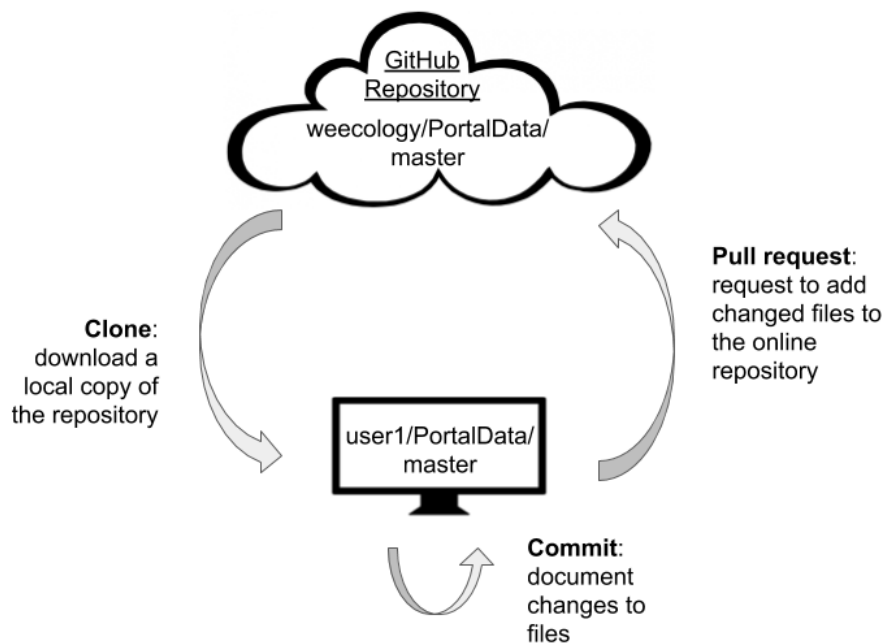 GitHub
Repository
weecology/PortalData/
master
Clone:
download a
local copy of
the repository
Pull request:
request to add
changed files to
the online
repository
user1/PortalData/
master
Commit:
document
changes to
files